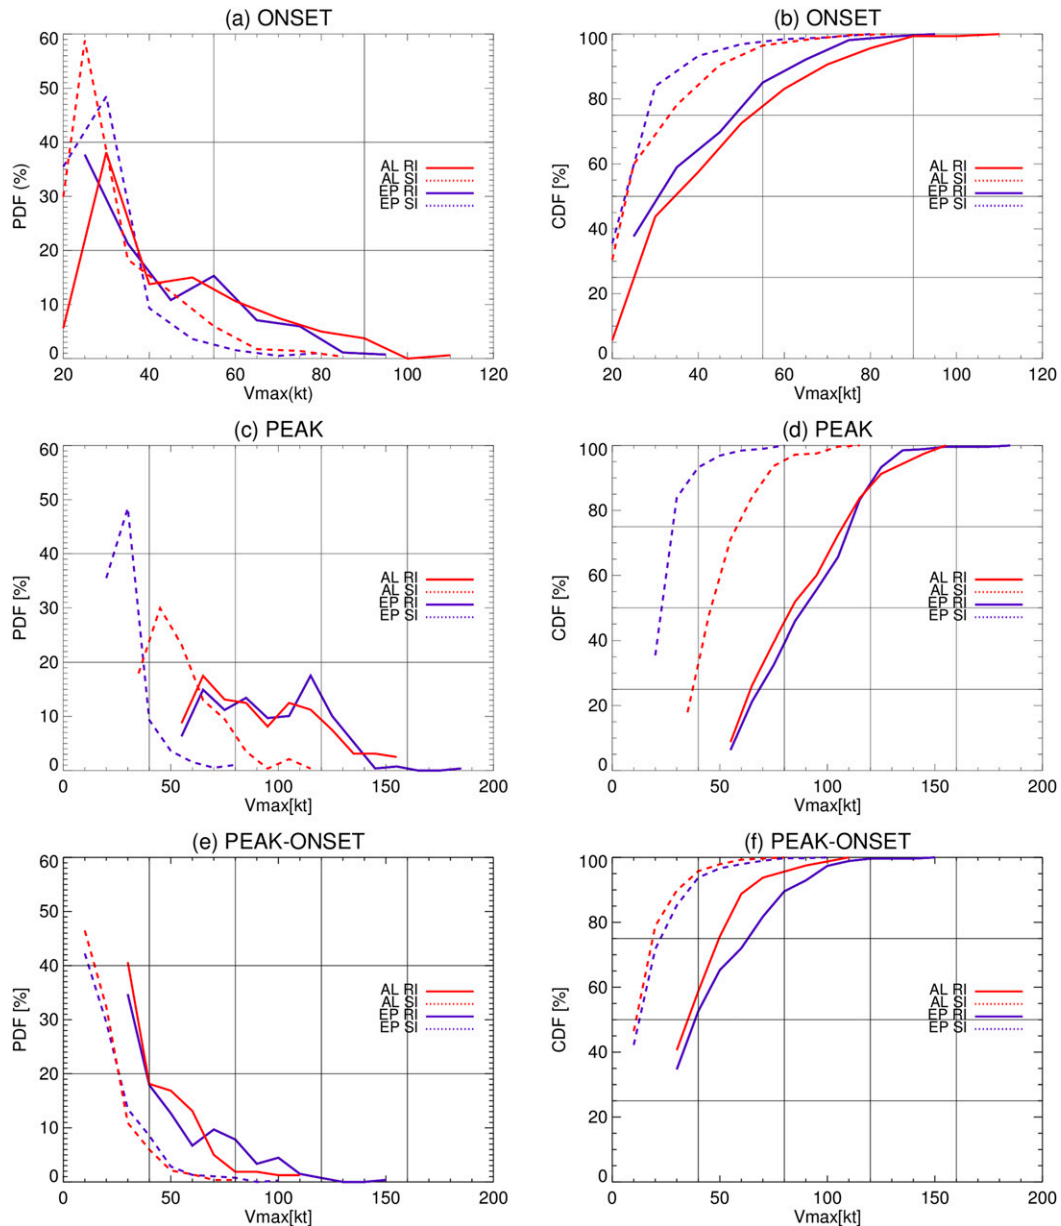 (a) ONSET
60
50
40
30
20
10
0
PDF (%)
AL RI
AL SI
EP RI
EP SI
20 40 60 80 100 120
Vmax(kt)
(b) ONSET
100
80
60
40
20
0
CDF [%]
AL RI
AL SI
EP RI
EP SI
20 40 60 80 100 120
Vmax[kt]
(c) PEAK
60
50
40
30
20
10
0
PDF [%]
AL RI
AL SI
EP RI
EP SI
0 50 100 150 200
Vmax[kt]
(d) PEAK
100
80
60
40
20
0
CDF [%]
AL RI
AL SI
EP RI
EP SI
0 50 100 150 200
Vmax[kt]
(e) PEAK-ONSET
60
50
40
30
20
10
0
PDF [%]
AL RI
AL SI
EP RI
EP SI
0 50 100 150 200
Vmax[kt]
(f) PEAK-ONSET
100
80
60
40
20
0
CDF [%]
AL RI
AL SI
EP RI
EP SI
0 50 100 150 200
Vmax[kt]